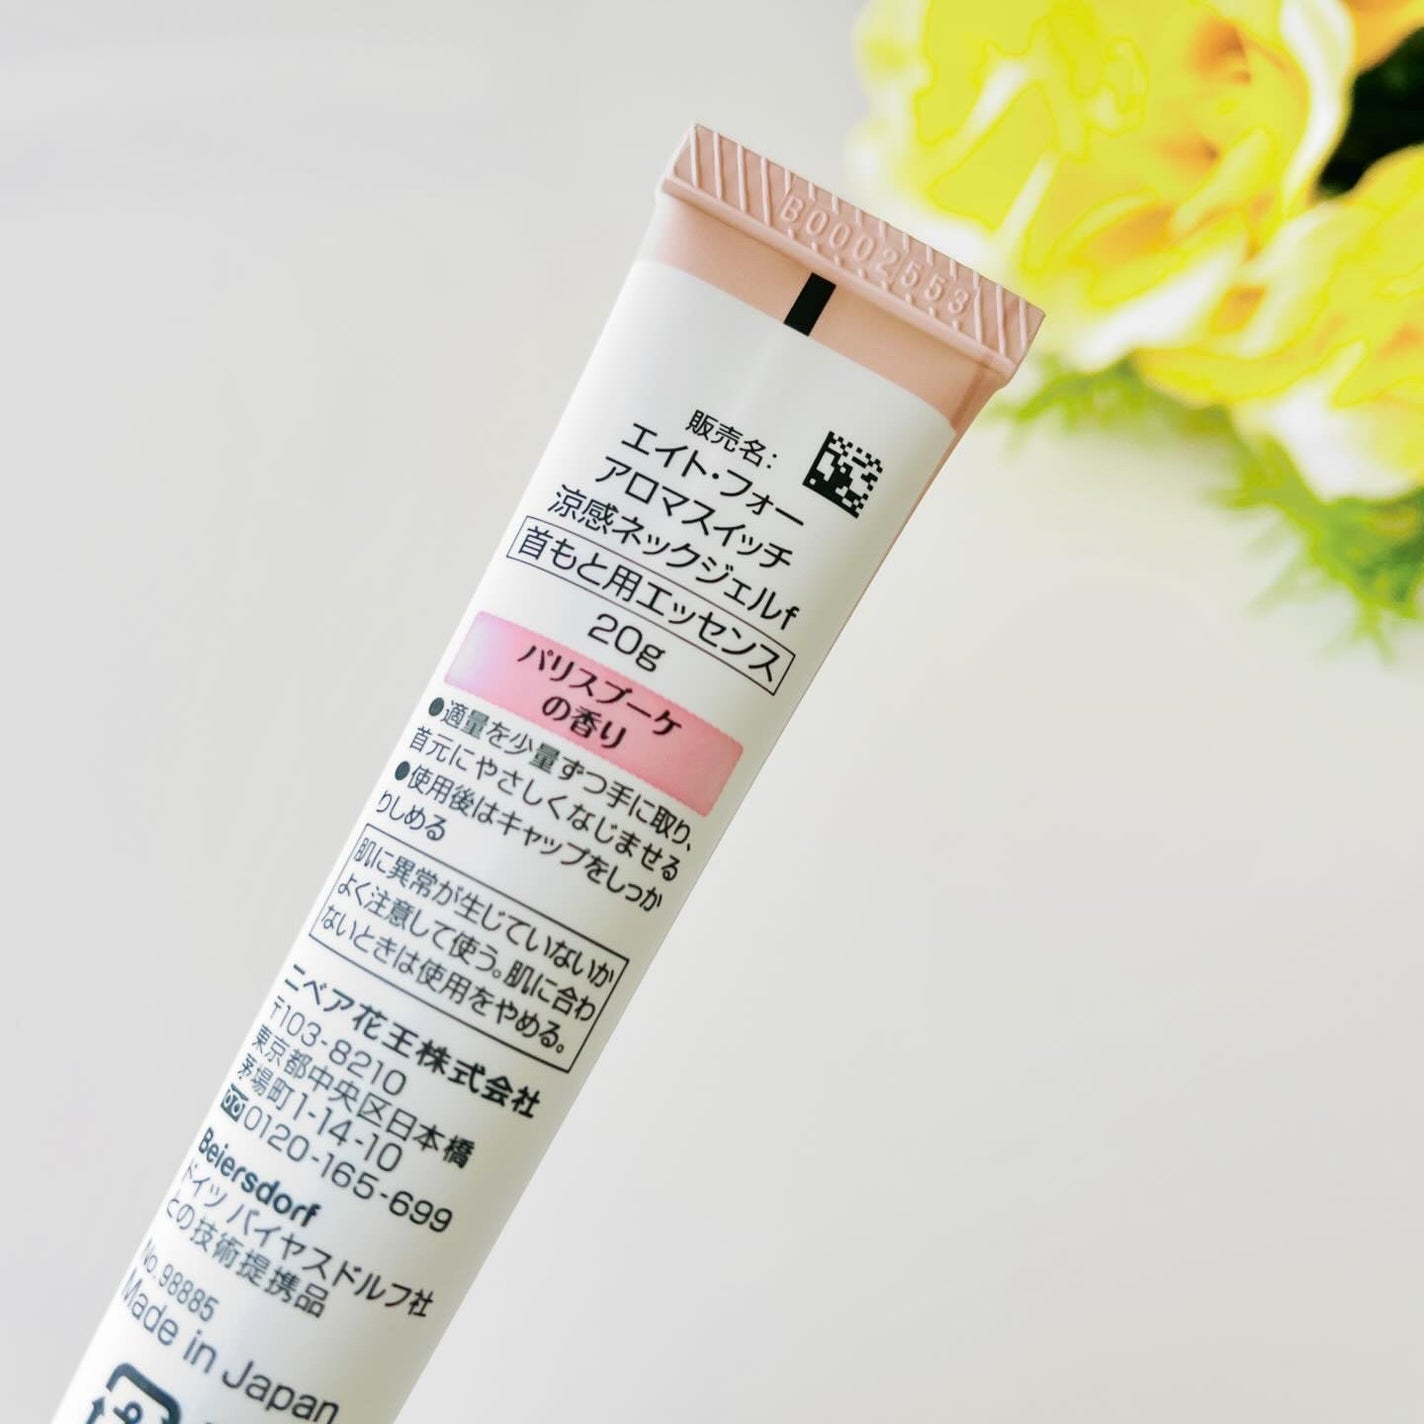 B0002553
販売名:
エイト・フォー
アロマスイッチ
涼感ネックジェルf
首もと用エッセンス
20g
パリスブーケ
の香り
●適量を少量ずつ手に取り、
首元にやさしくなじませる
●使用後はキャップをしっか
りしめる
肌に異常が生じていないか
よく注意して使う。肌に合わ
ないときは使用をやめる。
ニベア花王株式会社
〒103-8210
東京都中央区日本橋
茅場町1-14-10
0120-165-699
Beiersdorf
ドイツ バイヤスドルフ社
との技術提携品
No.98885
Made in Japan